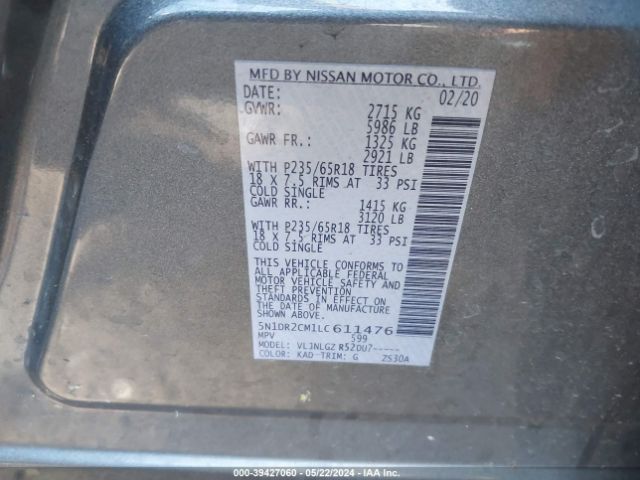 MFD BY NISSAN MOTOR CO., LTD.
DATE: 02/20
GVWR: 2715 KG
5986 LB
GAWR FR.: 1325 KG
2921 LB
WITH P235/65R18 TIRES
18 X 7.5 RIMS AT 33 PSI
COLD SINGLE
GAWR RR.: 1415 KG
3120 LB
WITH P235/65R18 TIRES
18 X 7.5 RIMS AT 33 PSI
COLD SINGLE
THIS VEHICLE CONFORMS TO
ALL APPLICABLE FEDERAL
MOTOR VEHICLE SAFETY AND
THEFT PREVENTION
STANDARDS IN EFFECT ON
THE DATE OF MANUFACTURE
SHOWN ABOVE.
5N1DR2CM1LC611476
MPV 599
MODEL: VLJNLGZ R52DU7-----
COLOR: KAD-TRIM: G ZS30A
000-39427060 - 05/22/2024 - IAA Inc.